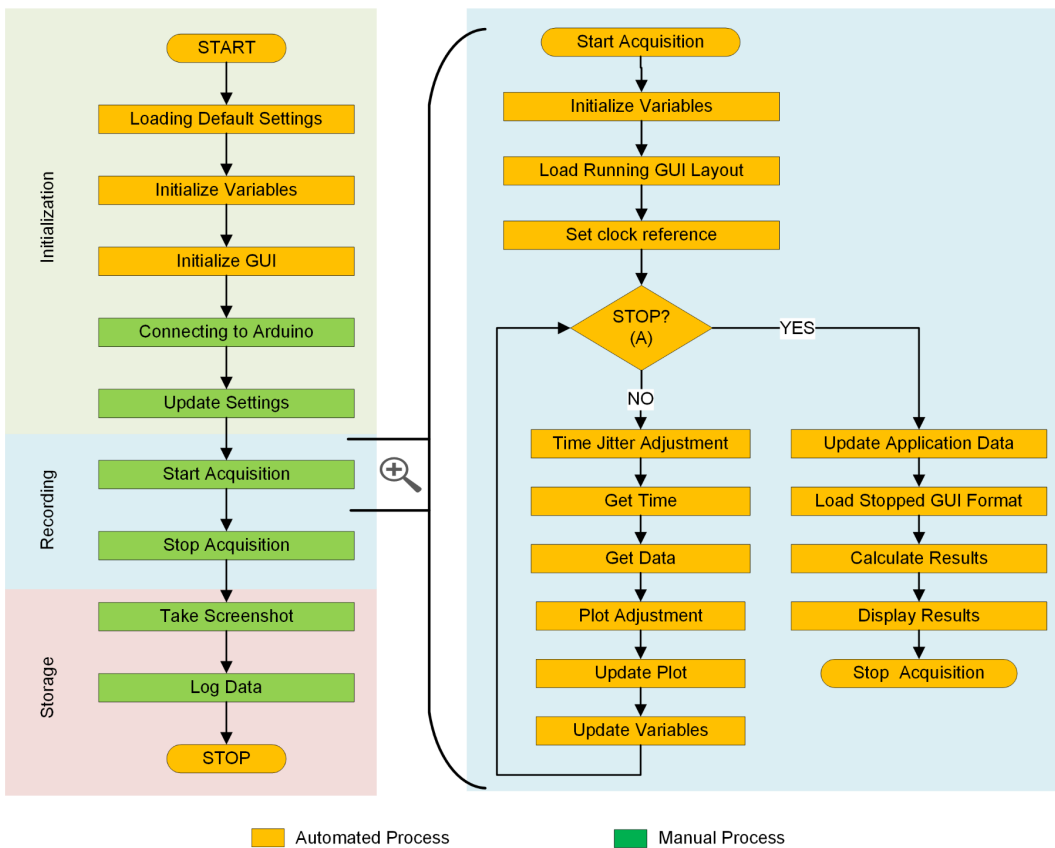 START
Loading Default Settings
Initialize Variables
Initialize GUI
Connecting to Arduino
Update Settings
Initialization
Start Acquisition
Stop Acquisition
Recording
Take Screenshot
Log Data
STOP
Storage
Start Acquisition
Initialize Variables
Load Running GUI Layout
Set clock reference
STOP?
(A)
YES
NO
Time Jitter Adjustment
Get Time
Get Data
Plot Adjustment
Update Plot
Update Variables
Update Application Data
Load Stopped GUI Format
Calculate Results
Display Results
Stop Acquisition
Automated Process
Manual Process